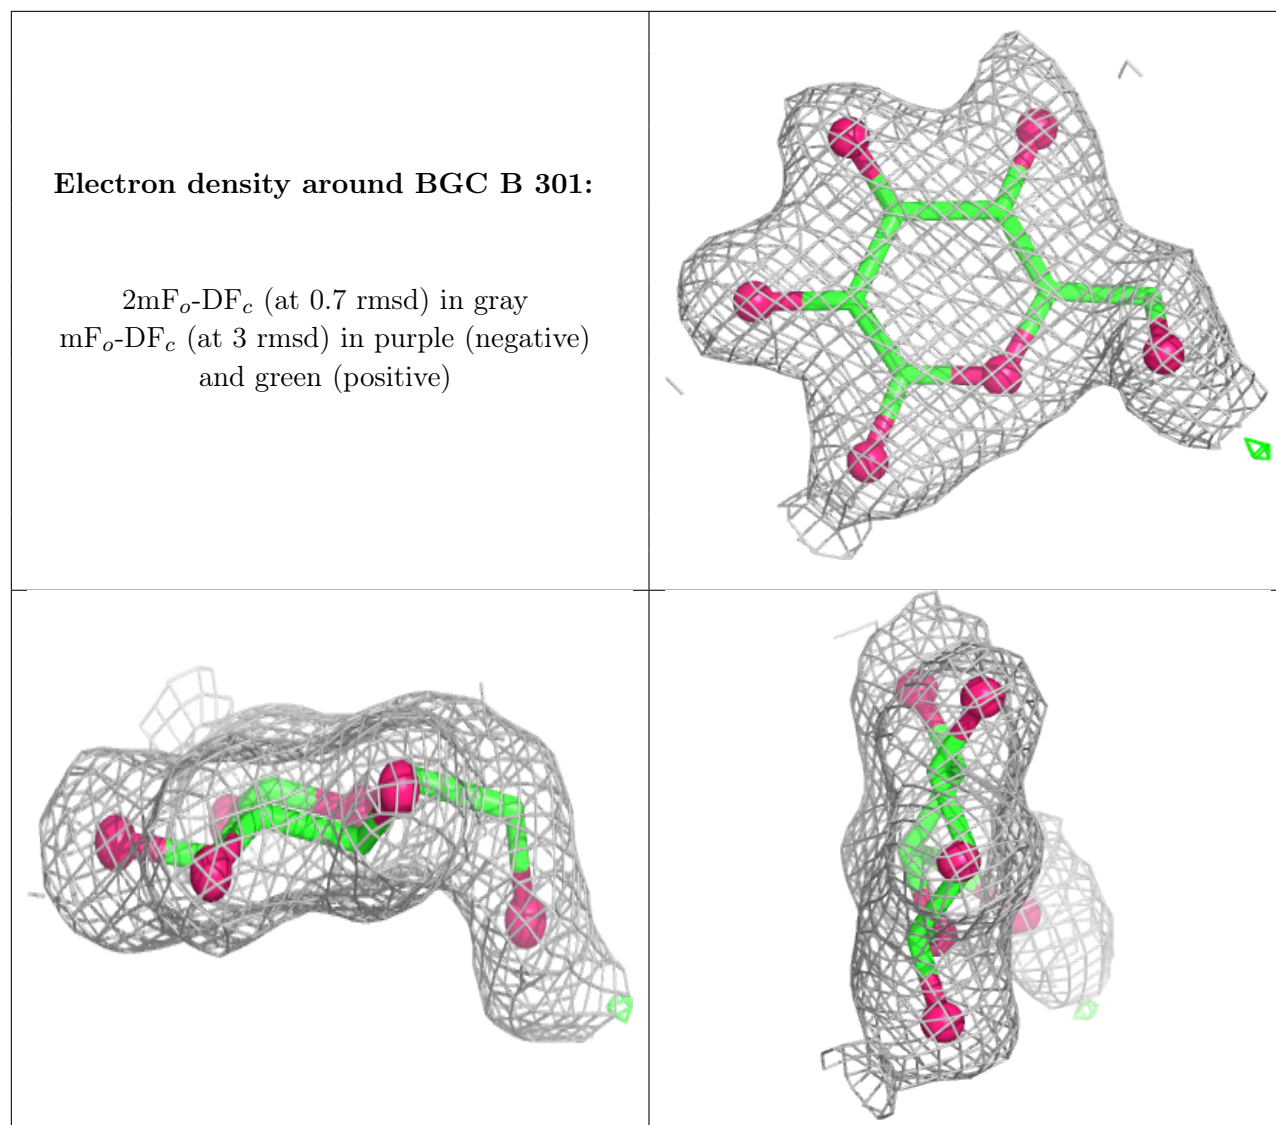 Electron density around BGC B 301:
2mFₒ-DF𝑐 (at 0.7 rmsd) in gray
mFₒ-DF𝑐 (at 3 rmsd) in purple (negative)
and green (positive)